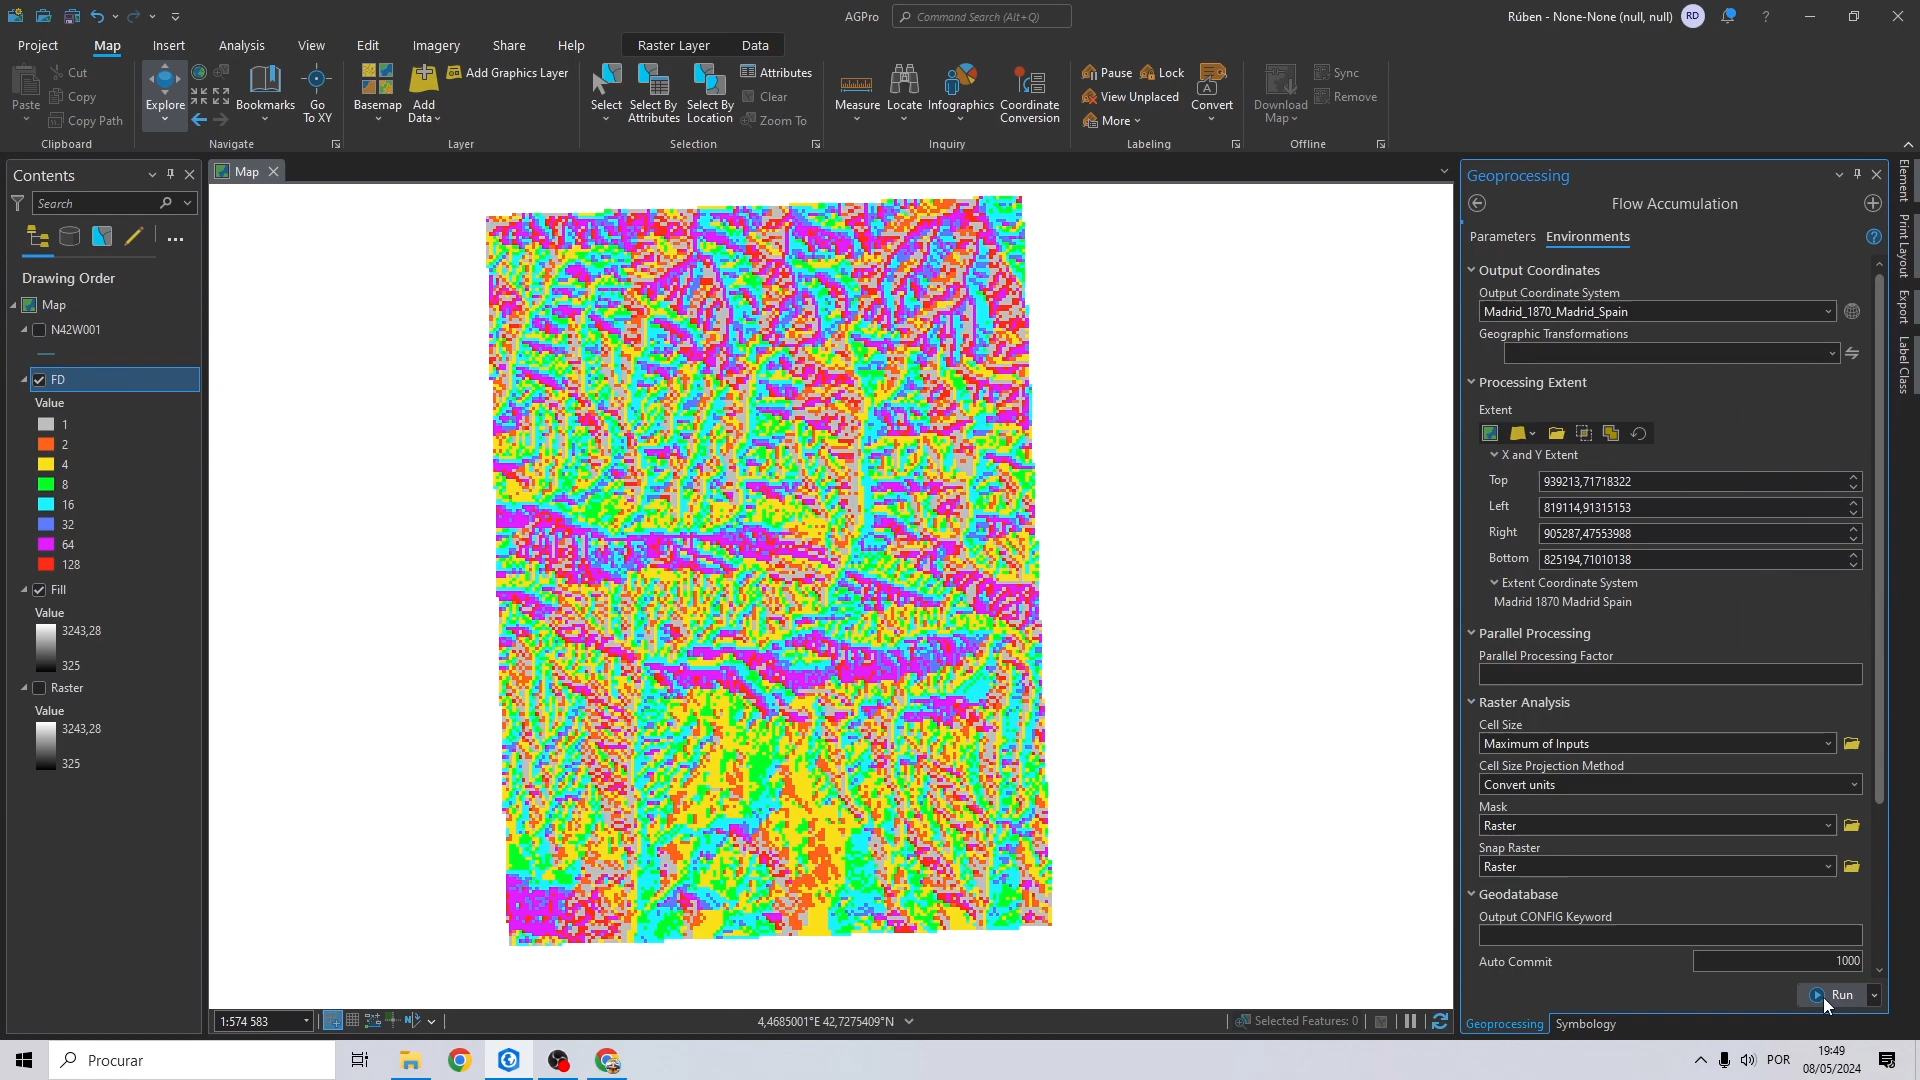 AGPro
Command Search (Alt+Q)
Rúben - None-None (null, null)
RD
?
Project
Map
Insert
Analysis
View
Edit
Imagery
Share
Help
Raster Layer
Data
Paste
Cut
Copy
Copy Path
Clipboard
Explore
Bookmarks
Go To XY
Navigate
Basemap
Add Data
Add Graphics Layer
Layer
Select
Select By Attributes
Select By Location
Attributes
Clear
Zoom To
Selection
Measure
Locate
Infographics
Coordinate Conversion
Inquiry
Pause
Lock
View Unplaced
More
Convert
Labeling
Download Map
Sync
Remove
Offline
Contents
Search
Drawing Order
Map
N42W001
FD
Value
1
2
4
8
16
32
64
128
Fill
Value
3243,28
325
Raster
Value
3243,28
325
Map
1:574 583
4,4685001°E 42,7275409°N
Selected Features: 0
Geoprocessing
Flow Accumulation
Parameters
Environments
?
Output Coordinates
Output Coordinate System
Madrid_1870_Madrid_Spain
Geographic Transformations
Processing Extent
Extent
X and Y Extent
Top
939213,71718322
Left
819114,91315153
Right
905287,47553988
Bottom
825194,71010138
Extent Coordinate System
Madrid 1870 Madrid Spain
Parallel Processing
Parallel Processing Factor
Raster Analysis
Cell Size
Maximum of Inputs
Cell Size Projection Method
Convert units
Mask
Raster
Snap Raster
Raster
Geodatabase
Output CONFIG Keyword
Auto Commit
1000
Run
Geoprocessing
Symbology
Element
Print Layout
Export
Label Class
Procurar
POR
19:49
08/05/2024